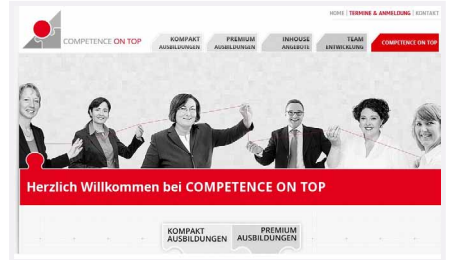 HOME | TERMINE & ANMELDUNG | KONTAKT
COMPETENCE ON TOP
KOMPAKT
AUSBILDUNGEN
PREMIUM
AUSBILDUNGEN
INHOUSE
ANGEBOTE
TEAM
ENTWICKLUNG
COMPETENCE ON TOP
Herzlich Willkommen bei COMPETENCE ON TOP
KOMPAKT
AUSBILDUNGEN
PREMIUM
AUSBILDUNGEN